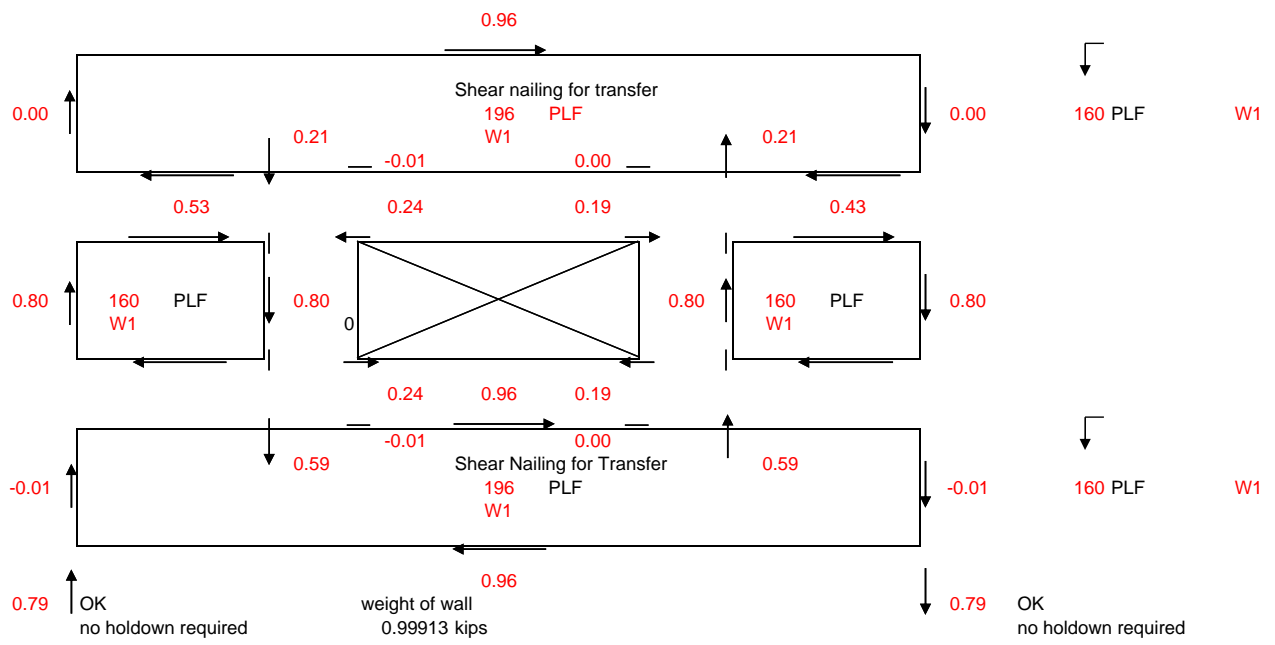 0.96
Shear nailing for transfer
0.00 196 PLF 0.00 160 PLF W1
W1
0.21 0.21
-0.01 0.00
0.53 0.24 0.19 0.43
0.80 160 PLF 0.80 0.80 160 PLF 0.80
W1 0 W1
0.24 0.96 0.19
-0.01 0.00
0.59 Shear Nailing for Transfer 0.59
-0.01 196 PLF -0.01 160 PLF W1
W1
0.96
0.79 OK weight of wall 0.79 OK
no holdown required 0.99913 kips no holdown required